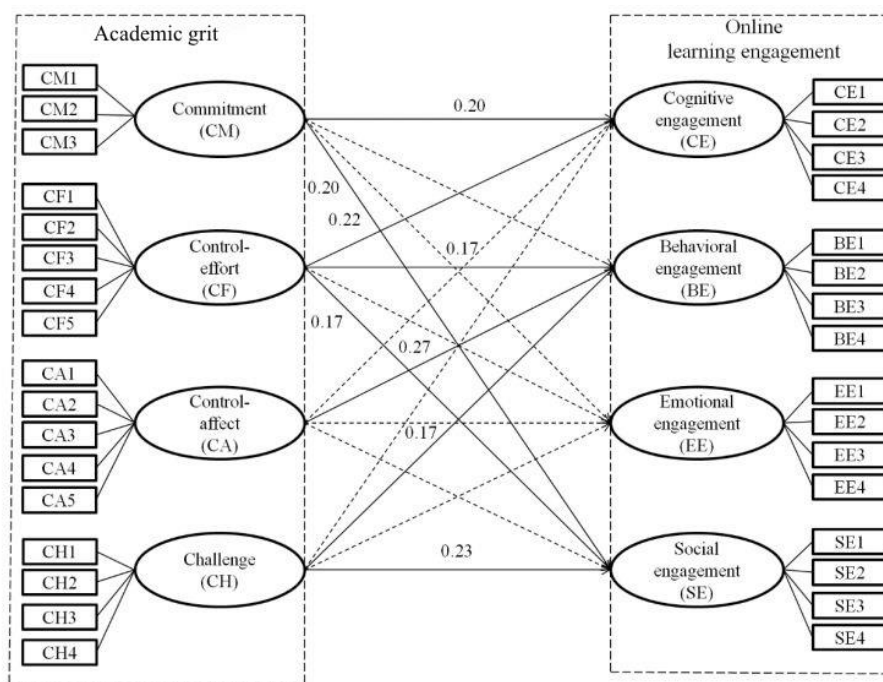 Academic grit
CM1
CM2
CM3
Commitment
(CM)
CF1
CF2
CF3
CF4
CF5
Control-
effort
(CF)
CA1
CA2
CA3
CA4
CA5
Control-
affect
(CA)
CH1
CH2
CH3
CH4
Challenge
(CH)
0.20
0.20
0.22
0.17
0.17
0.27
0.17
0.23
Online
learning engagement
Cognitive
engagement
(CE)
CE1
CE2
CE3
CE4
Behavioral
engagement
(BE)
BE1
BE2
BE3
BE4
Emotional
engagement
(EE)
EE1
EE2
EE3
EE4
Social
engagement
(SE)
SE1
SE2
SE3
SE4